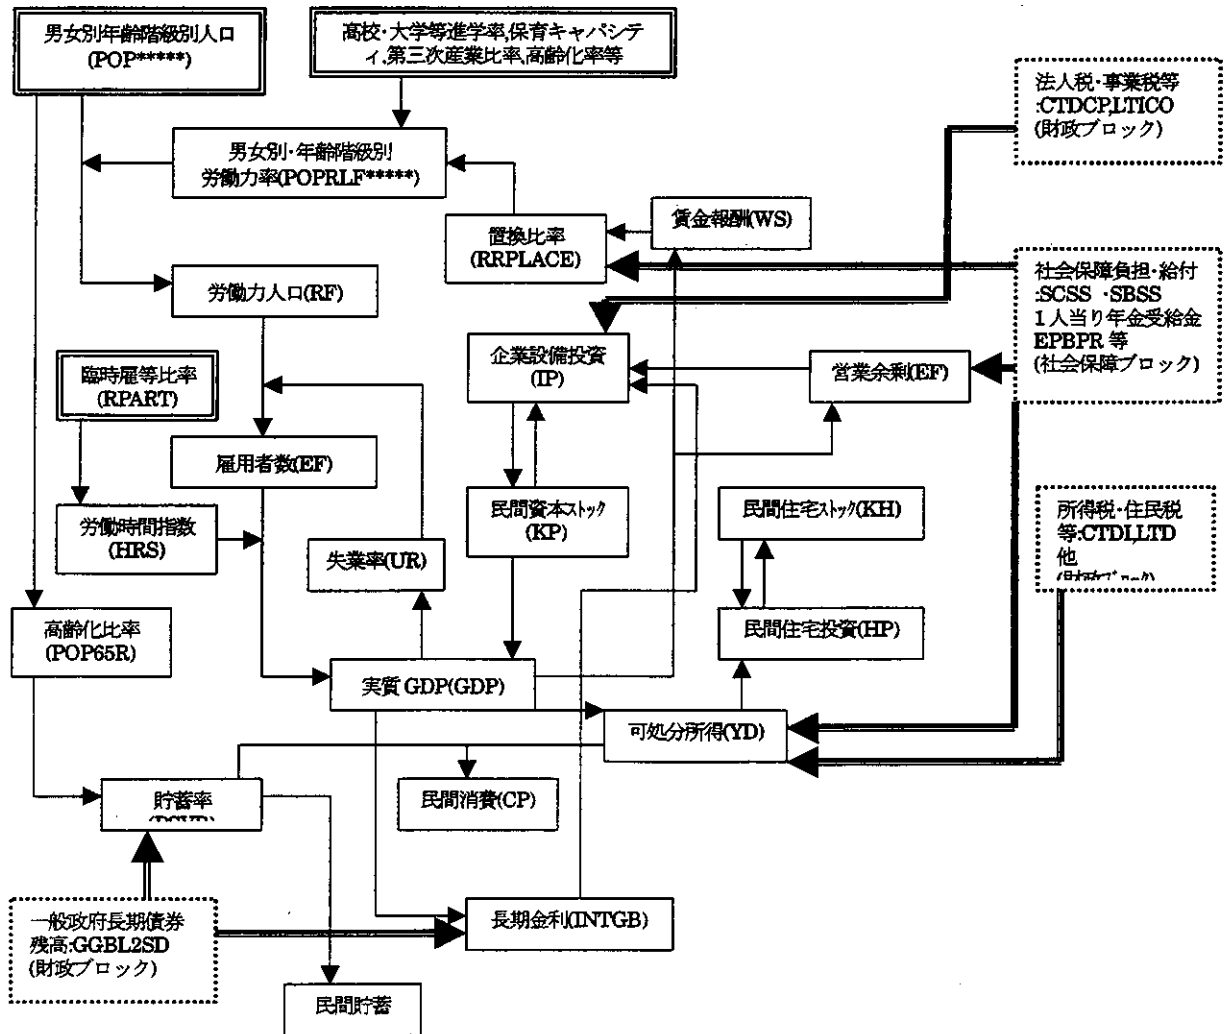 男女別年齢階級別人口
(POP*****)
高校・大学等進学率,保育キャパシテ
ィ,第三次産業比率,高齢化率等
法人税・事業税等
:CTDCP,LTICO
(財政ブロック)
男女別・年齢階級別
労働力率(POPRLF*****)
賃金報酬(WS)
置換比率
(RRPLACE)
社会保障負担・給付
:SCSS ・SBSS
1人当り年金受給金
EPBPR 等
(社会保障ブロック)
労働力人口(RF)
企業設備投資
(IP)
営業余剰(EF)
臨時雇等比率
(RPART)
雇用者数(EF)
民間資本ストック
(KP)
民間住宅ストック(KH)
所得税・住民税
等:CTDI,LTD
他
(財政ブロック)
労働時間指数
(HRS)
失業率(UR)
高齢化比率
(POP65R)
民間住宅投資(HP)
実質 GDP(GDP)
可処分所得(YD)
貯蓄率
民間消費(CP)
一般政府長期債券
残高:GGBL2SD
(財政ブロック)
長期金利(INTGB)
民間貯蓄